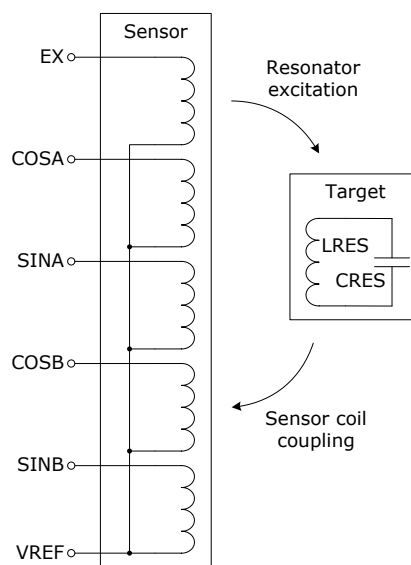 Sensor
EX
COSA
SINA
COSB
SINB
VREF
Resonator
excitation
Target
LRES
CRES
Sensor coil
coupling